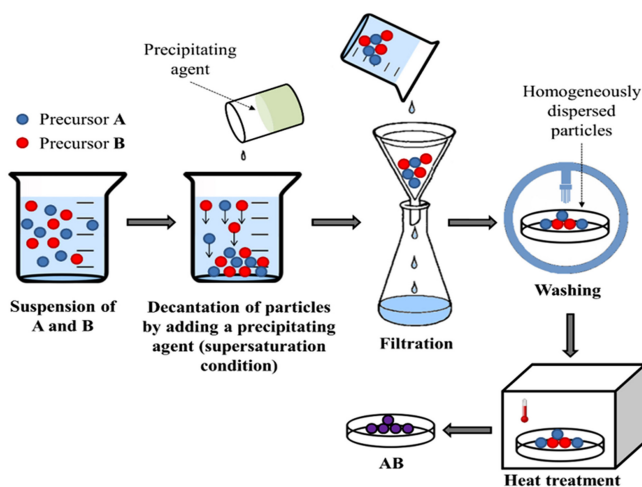 Precipitating
agent
Homogeneously
dispersed
particles
Precursor A
Precursor B
Suspension of
A and B
Decantation of particles
by adding a precipitating
agent (supersaturation
condition)
Filtration
Washing
AB
Heat treatment